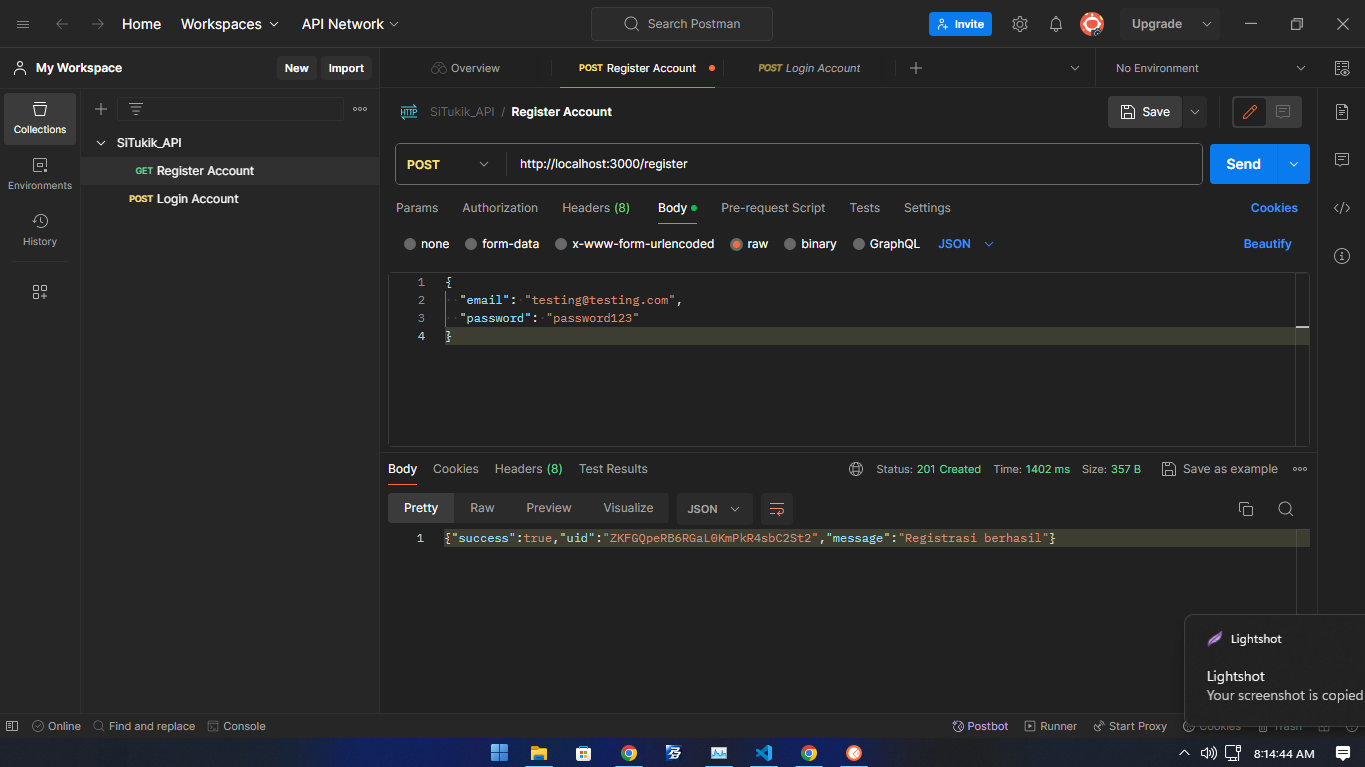 Home Workspaces API Network Search Postman Invite Upgrade
My Workspace New Import Overview POST Register Account POST Login Account No Environment
Collections
Environments
History
SiTukik_API
GET Register Account
POST Login Account
HTTP SiTukik_API / Register Account Save
POST http://localhost:3000/register Send
Params Authorization Headers (8) Body Pre-request Script Tests Settings Cookies
none form-data x-www-form-urlencoded raw binary GraphQL JSON Beautify
1 {
2 "email": "testing@testing.com",
3 "password": "password123"
4 }
Body Cookies Headers (8) Test Results Status: 201 Created Time: 1402 ms Size: 357 B Save as example
Pretty Raw Preview Visualize JSON
1 {"success":true,"uid":"ZKFGQpeRB6RGaL0KmPkR4sbC2St2","message":"Registrasi berhasil"}
Lightshot
Lightshot
Your screenshot is copied
Online Find and replace Console Postbot Runner Start Proxy Cookies Trash
8:14:44 AM